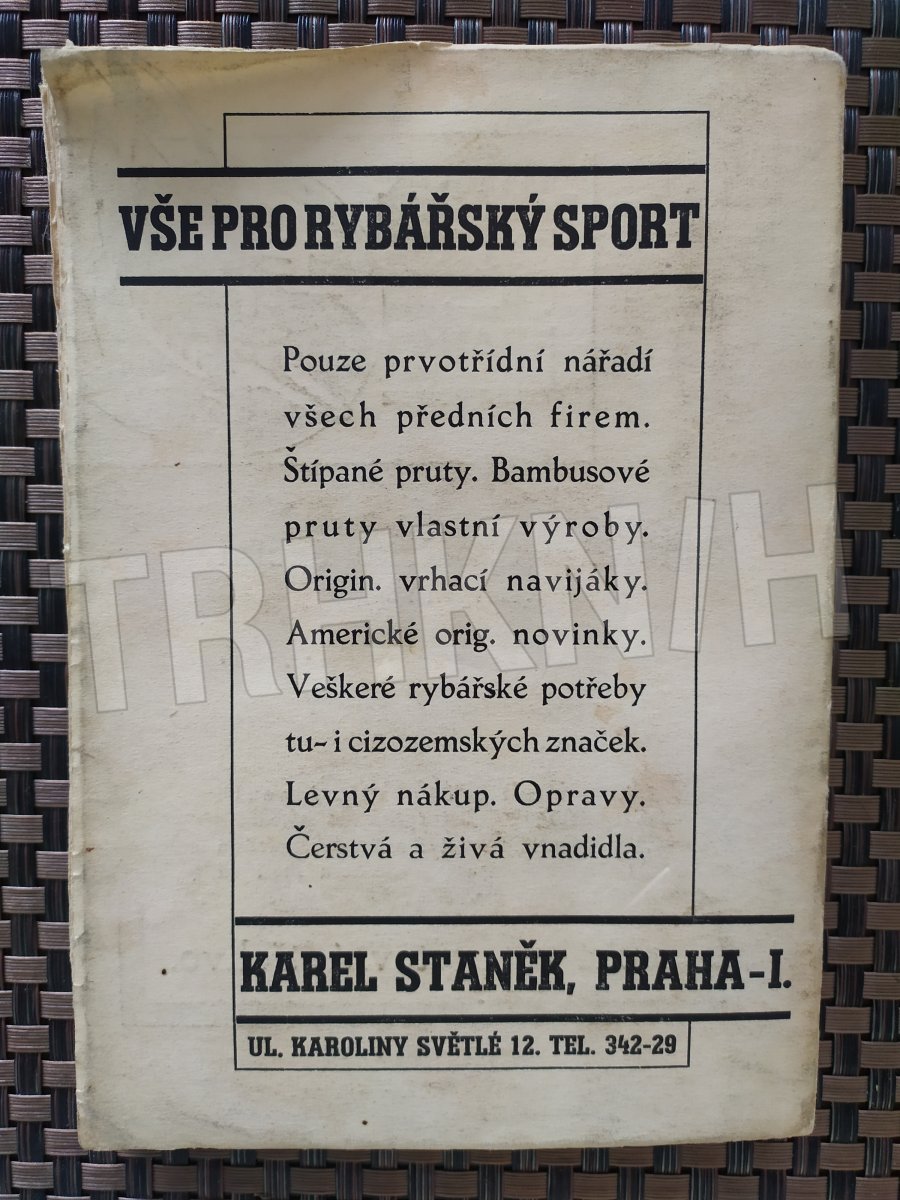 VŠE PRO RYBÁŘSKÝ SPORT
Pouze prvotřídní nářadí
všech předních firem.
Štípané pruty. Bambusové
pruty vlastní výroby.
Origin. vrhací navijáky.
Americké orig. novinky.
Veškeré rybářské potřeby
tu- i cizozemských značek.
Levný nákup. Opravy.
Čerstvá a živá vnadidla.
KAREL STANĚK, PRAHA-I.
UL. KAROLINY SVĚTLÉ 12. TEL. 342-29
TRHKNIH